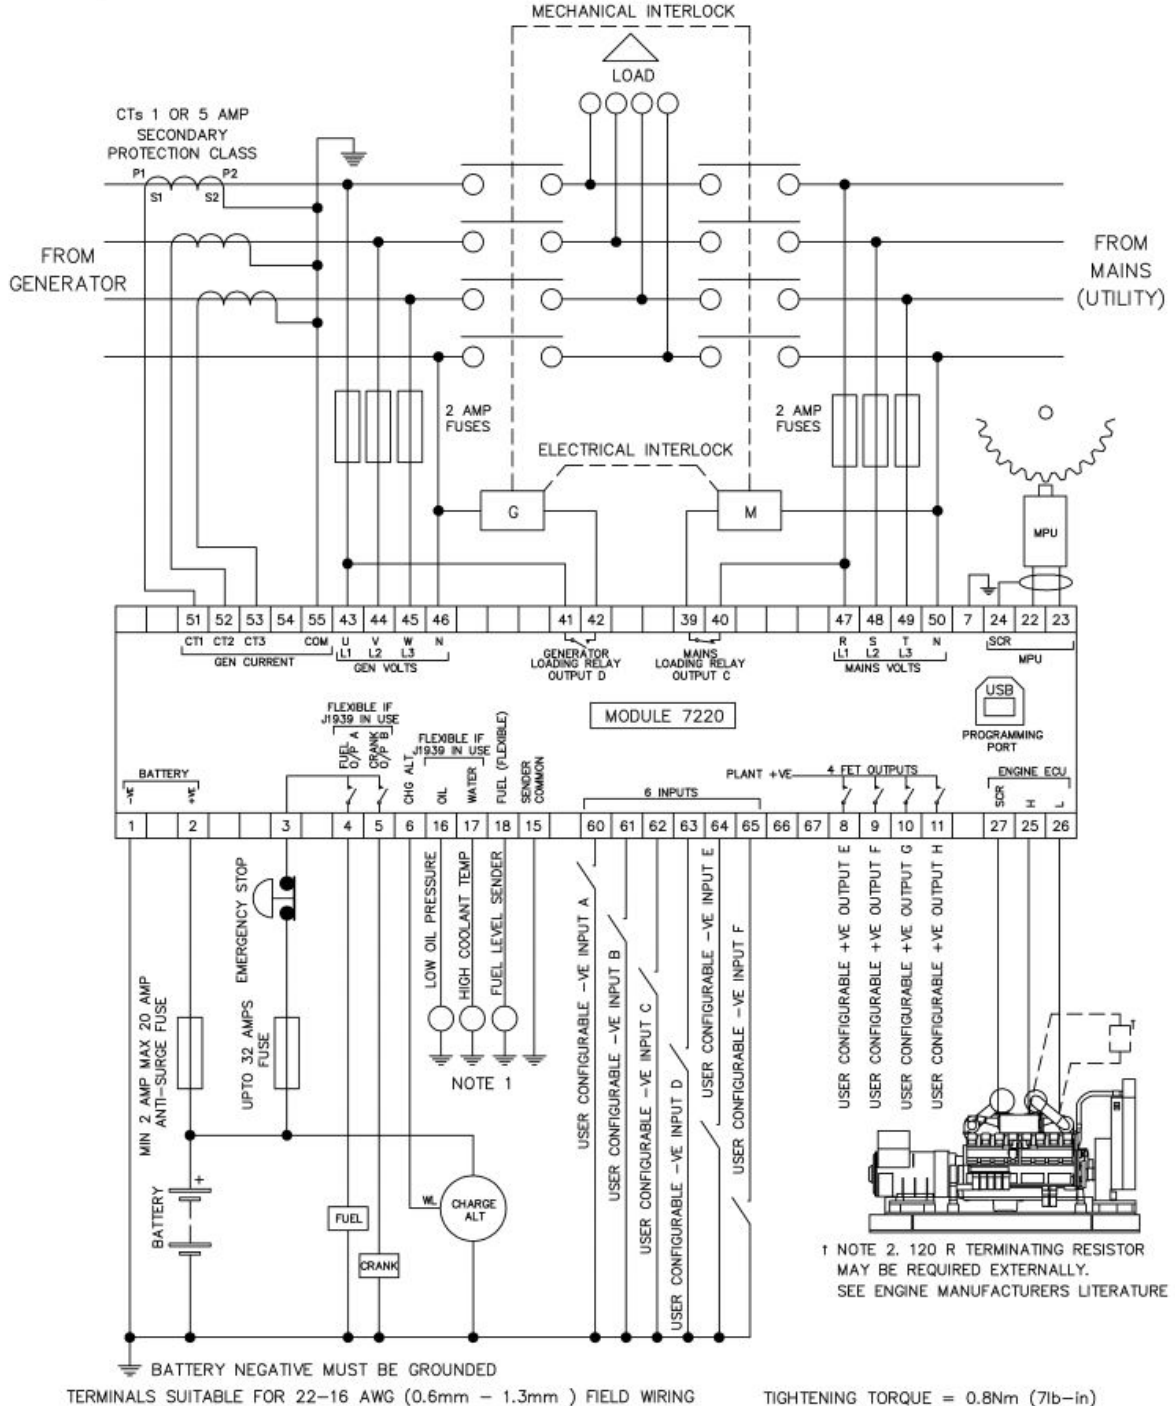 MECHANICAL INTERLOCK
LOAD
CTs 1 OR 5 AMP
SECONDARY
PROTECTION CLASS
P1
P2
S1
S2
FROM
GENERATOR
FROM
MAINS
(UTILITY)
2 AMP
FUSES
2 AMP
FUSES
ELECTRICAL INTERLOCK
G
M
MPU
51
52
53
54
55
43
44
45
46
41
42
39
40
47
48
49
50
7
24
22
23
CT1
CT2
CT3
COM
U
V
W
N
L1
L2
L3
GEN CURRENT
GEN VOLTS
GENERATOR
LOADING RELAY
OUTPUT D
MAINS
LOADING RELAY
OUTPUT C
R
S
T
N
L1
L2
L3
MAINS VOLTS
SCR
MPU
USB
PROGRAMMING
PORT
MODULE 7220
FLEXIBLE IF
J1939 IN USE
FUEL
O/P A
CRANK
O/P B
FLEXIBLE IF
J1939 IN USE
CHG ALT
OIL
WATER
FUEL (FLEXIBLE)
SENDER
COMMON
BATTERY
-VE
+VE
6 INPUTS
PLANT +VE
4 FET OUTPUTS
ENGINE ECU
SCR
H
L
1
2
3
4
5
6
16
17
18
15
60
61
62
63
64
65
66
67
8
9
10
11
27
25
26
EMERGENCY STOP
MIN 2 AMP MAX 20 AMP
ANTI-SURGE FUSE
UPTO 32 AMPS
FUSE
LOW OIL PRESSURE
HIGH COOLANT TEMP
FUEL LEVEL SENDER
NOTE 1
USER CONFIGURABLE -VE INPUT A
USER CONFIGURABLE -VE INPUT B
USER CONFIGURABLE -VE INPUT C
USER CONFIGURABLE -VE INPUT D
USER CONFIGURABLE -VE INPUT E
USER CONFIGURABLE -VE INPUT F
USER CONFIGURABLE +VE OUTPUT E
USER CONFIGURABLE +VE OUTPUT F
USER CONFIGURABLE +VE OUTPUT G
USER CONFIGURABLE +VE OUTPUT H
BATTERY
+
WL
CHARGE
ALT
FUEL
CRANK
†
† NOTE 2. 120 R TERMINATING RESISTOR
MAY BE REQUIRED EXTERNALLY.
SEE ENGINE MANUFACTURERS LITERATURE
BATTERY NEGATIVE MUST BE GROUNDED
TERMINALS SUITABLE FOR 22-16 AWG (0.6mm - 1.3mm ) FIELD WIRING
TIGHTENING TORQUE = 0.8Nm (7lb-in)